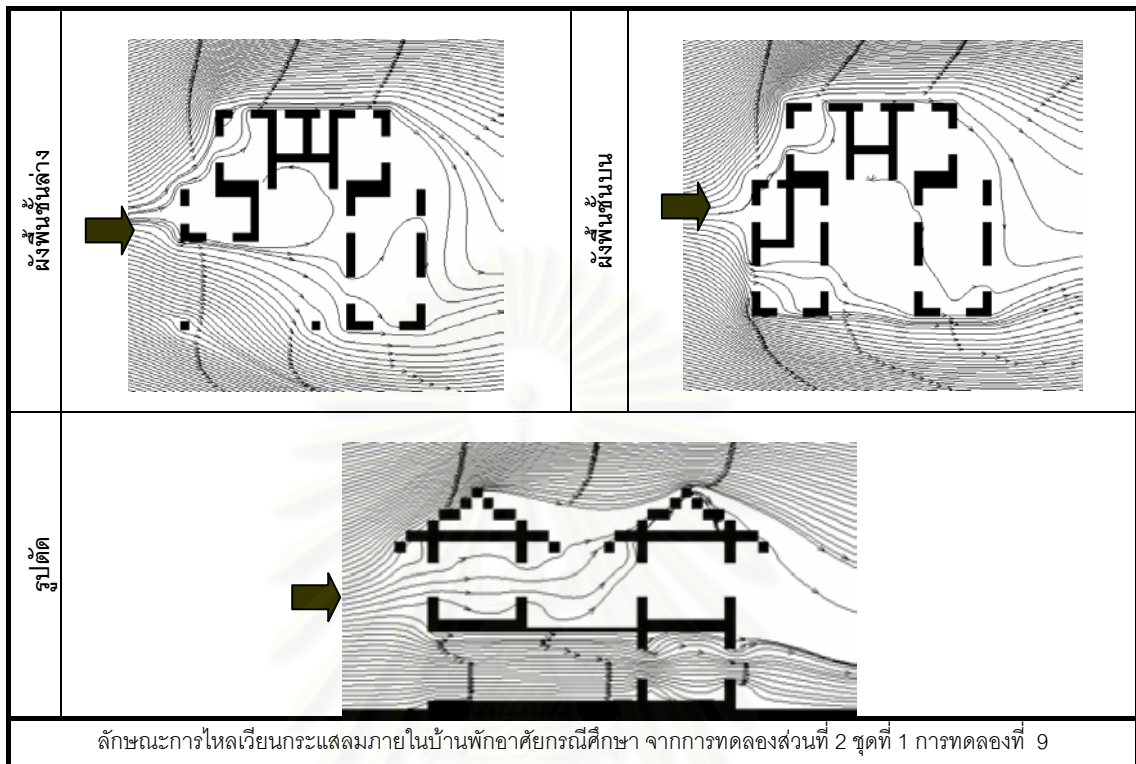 ผังพื้นชั้นล่าง
ผังพื้นชั้นบน
รูปตัด
ลักษณะการไหลเวียนกระแสลมภายในบ้านพักอาศัยกรณีศึกษา จากการทดลองส่วนที่ 2 ชุดที่ 1 การทดลองที่ 9